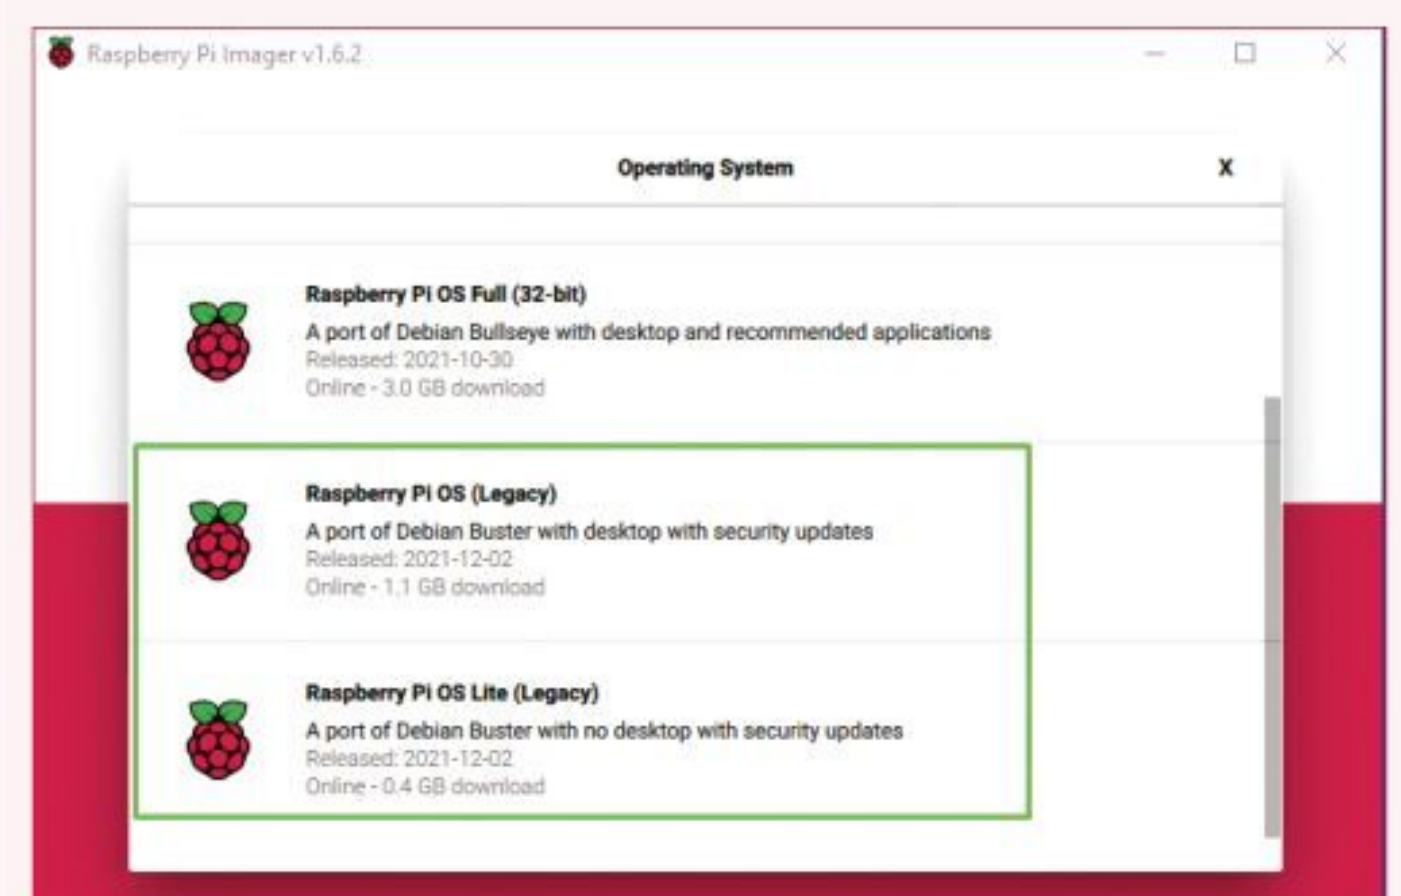 Raspberry Pi Imager v1.6.2
Operating System
X
Raspberry Pi OS Full (32-bit)
A port of Debian Bullseye with desktop and recommended applications
Released: 2021-10-30
Online - 3.0 GB download
Raspberry Pi OS (Legacy)
A port of Debian Buster with desktop with security updates
Released: 2021-12-02
Online - 1.1 GB download
Raspberry Pi OS Lite (Legacy)
A port of Debian Buster with no desktop with security updates
Released: 2021-12-02
Online - 0.4 GB download